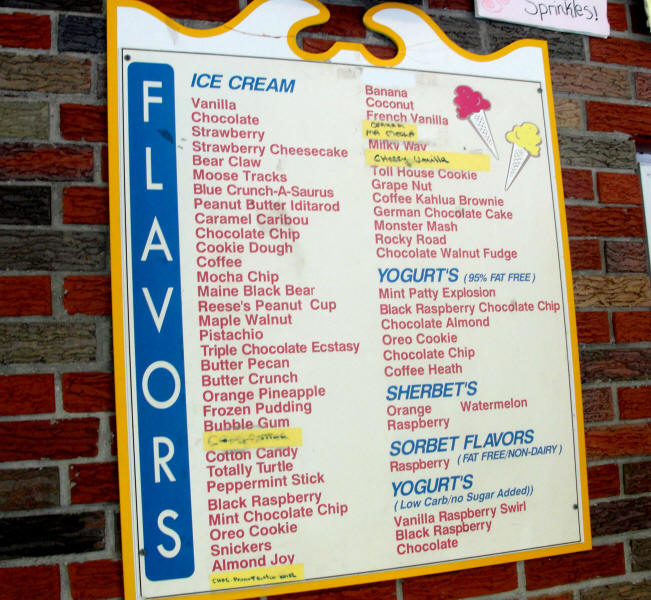 Sprinkles!
FLAVORS
ICE CREAM
Vanilla
Chocolate
Strawberry
Strawberry Cheesecake
Bear Claw
Moose Tracks
Blue Crunch-A-Saurus
Peanut Butter Iditarod
Caramel Caribou
Chocolate Chip
Cookie Dough
Coffee
Mocha Chip
Maine Black Bear
Reese's Peanut Cup
Maple Walnut
Pistachio
Triple Chocolate Ecstasy
Butter Pecan
Butter Crunch
Orange Pineapple
Frozen Pudding
Bubble Gum
Cotton Candy
Totally Turtle
Peppermint Stick
Black Raspberry
Mint Chocolate Chip
Oreo Cookie
Snickers
Almond Joy
Choc. Peanut Butter
Banana
Coconut
French Vanilla
Milky Way
Cherry Vanilla
Toll House Cookie
Grape Nut
Coffee Kahlua Brownie
German Chocolate Cake
Monster Mash
Rocky Road
Chocolate Walnut Fudge
YOGURT'S (95% FAT FREE)
Mint Patty Explosion
Black Raspberry Chocolate Chip
Chocolate Almond
Oreo Cookie
Chocolate Chip
Coffee Heath
SHERBET'S
Orange Watermelon
Raspberry
SORBET FLAVORS
Raspberry (FAT FREE/NON-DAIRY)
YOGURT'S
(Low Carb/no Sugar Added))
Vanilla Raspberry Swirl
Black Raspberry
Chocolate